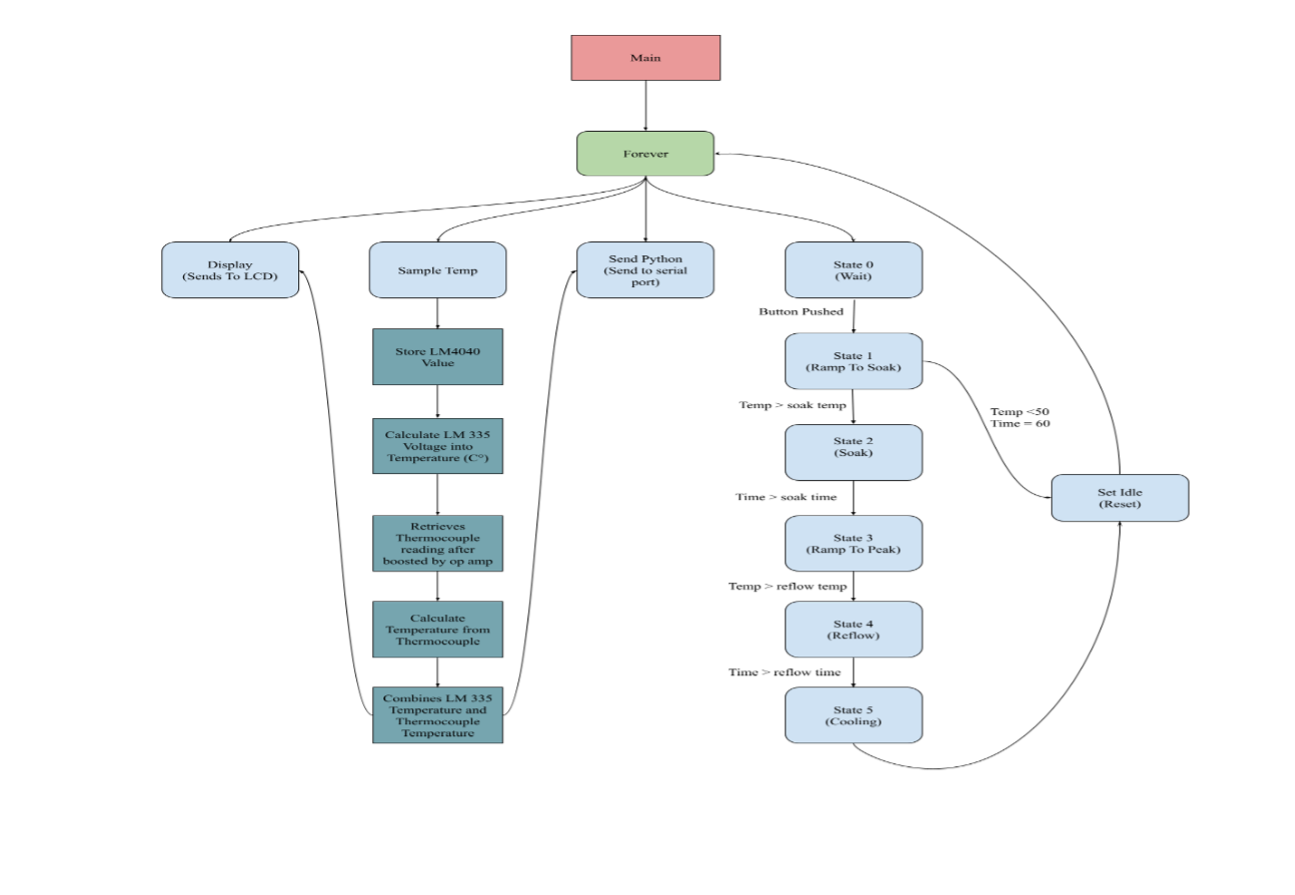 Main
Forever
Display
(Sends To LCD)
Sample Temp
Send Python
(Send to serial
port)
State 0
(Wait)
Button Pushed
Store LM4040
Value
State 1
(Ramp To Soak)
Temp > soak temp
Temp <50
Time = 60
Calculate LM 335
Voltage into
Temperature (C°)
State 2
(Soak)
Time > soak time
Set Idle
(Reset)
Retrieves
Thermocouple
reading after
boosted by op amp
State 3
(Ramp To Peak)
Temp > reflow temp
Calculate
Temperature from
Thermocouple
State 4
(Reflow)
Time > reflow time
Combines LM 335
Temperature and
Thermocouple
Temperature
State 5
(Cooling)